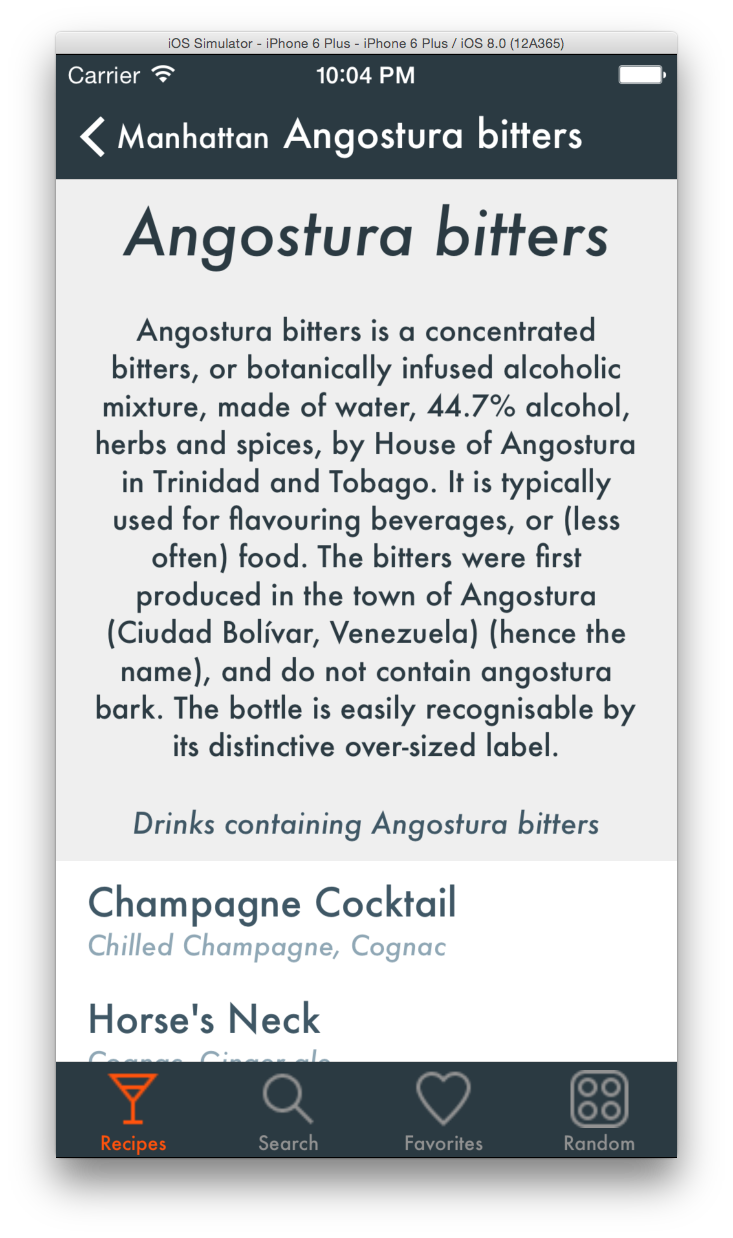 iOS Simulator - iPhone 6 Plus - iPhone 6 Plus / iOS 8.0 (12A365)
Carrier 10:04 PM
Manhattan Angostura bitters
Angostura bitters
Angostura bitters is a concentrated
bitters, or botanically infused alcoholic
mixture, made of water, 44.7% alcohol,
herbs and spices, by House of Angostura
in Trinidad and Tobago. It is typically
used for flavouring beverages, or (less
often) food. The bitters were first
produced in the town of Angostura
(Ciudad Bolívar, Venezuela) (hence the
name), and do not contain angostura
bark. The bottle is easily recognisable by
its distinctive over-sized label.
Drinks containing Angostura bitters
Champagne Cocktail
Chilled Champagne, Cognac
Horse's Neck
Cognac, Ginger ale
Recipes Search Favorites Random